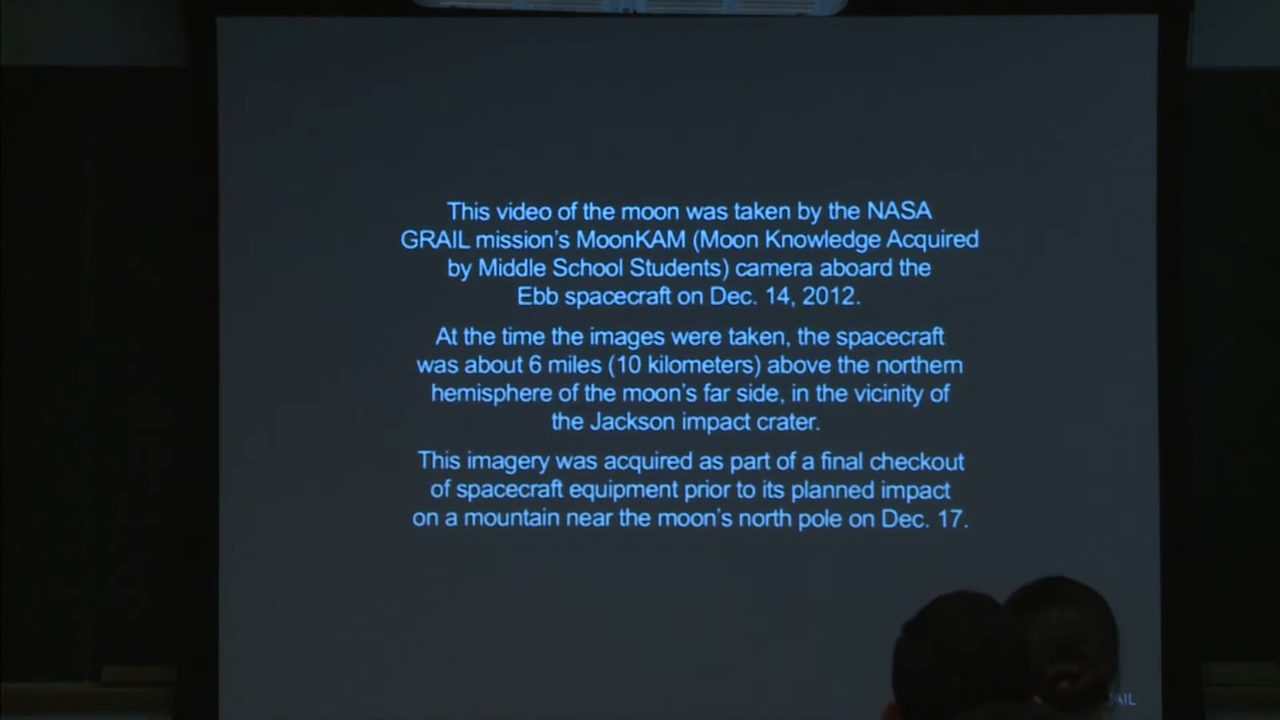 This video of the moon was taken by the NASA
GRAIL mission's MoonKAM (Moon Knowledge Acquired
by Middle School Students) camera aboard the
Ebb spacecraft on Dec. 14, 2012.
At the time the images were taken, the spacecraft
was about 6 miles (10 kilometers) above the northern
hemisphere of the moon's far side, in the vicinity of
the Jackson impact crater.
This imagery was acquired as part of a final checkout
of spacecraft equipment prior to its planned impact
on a mountain near the moon's north pole on Dec. 17.